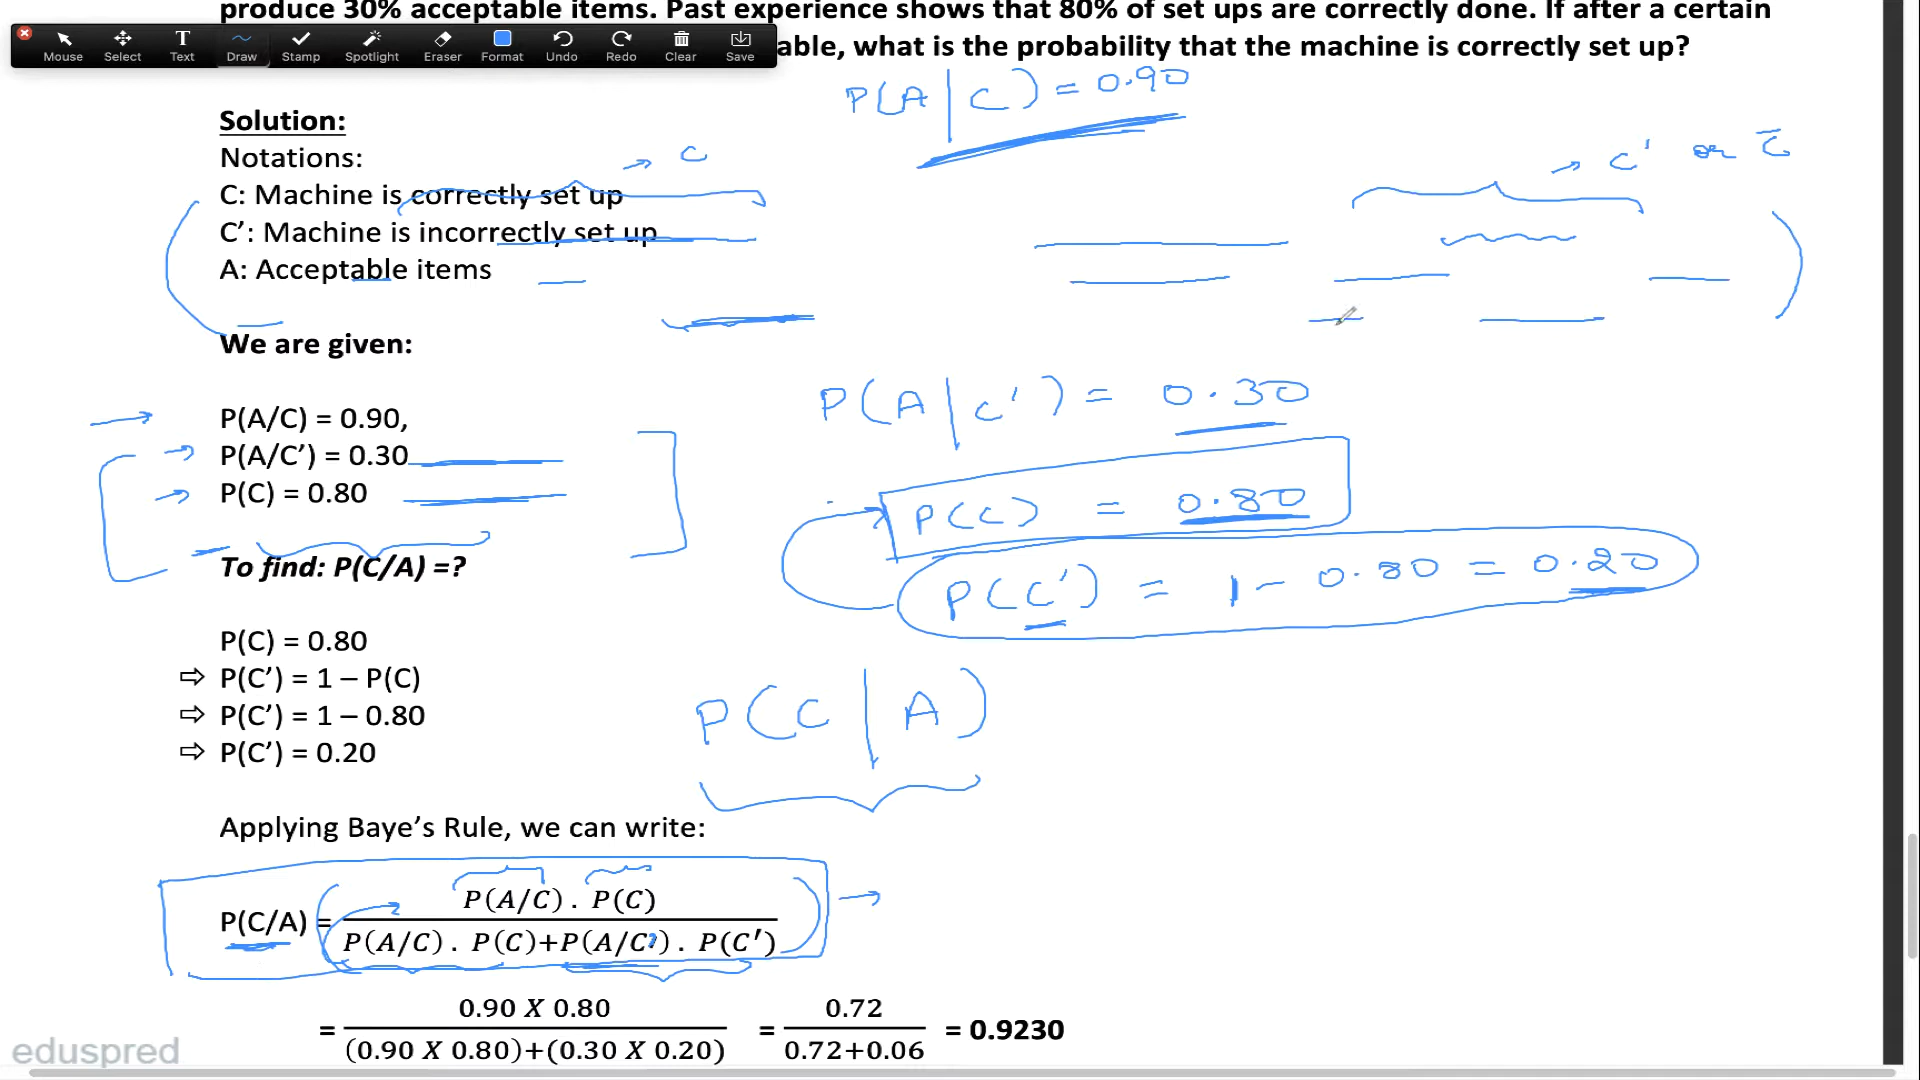 produce 30% acceptable items. Past experience shows that 80% of set ups are correctly done. If after a certain
able, what is the probability that the machine is correctly set up?
Mouse Select Text Draw Stamp Spotlight Eraser Format Undo Redo Clear Save
P(A|C) = 0.90
Solution:
Notations:
→ C
→ C' or C̅
C: Machine is correctly set up
C’: Machine is incorrectly set up
A: Acceptable items
We are given:
P(A/C) = 0.90,
P(A|C') = 0.30
P(A/C’) = 0.30
P(C) = 0.80
P(C) = 0.80
To find: P(C/A) =?
P(C') = 1 - 0.80 = 0.20
P(C) = 0.80
⇨ P(C’) = 1 – P(C)
⇨ P(C’) = 1 – 0.80
⇨ P(C’) = 0.20
P(C|A)
Applying Baye’s Rule, we can write:
P(A/C) . P(C)
P(C/A) =
P(A/C) . P(C)+P(A/C') . P(C')
0.90 X 0.80
0.72
= = = 0.9230
(0.90 X 0.80)+(0.30 X 0.20)
0.72+0.06
eduspred